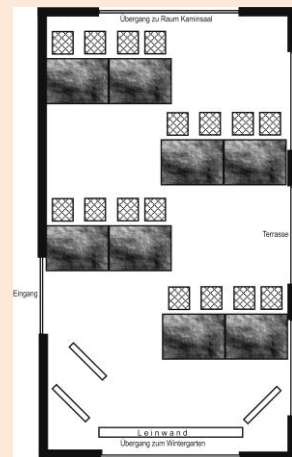 Übergang zu Raum Kaminsaal
Terrasse
Eingang
Leinwand
Übergang zum Wintergarten